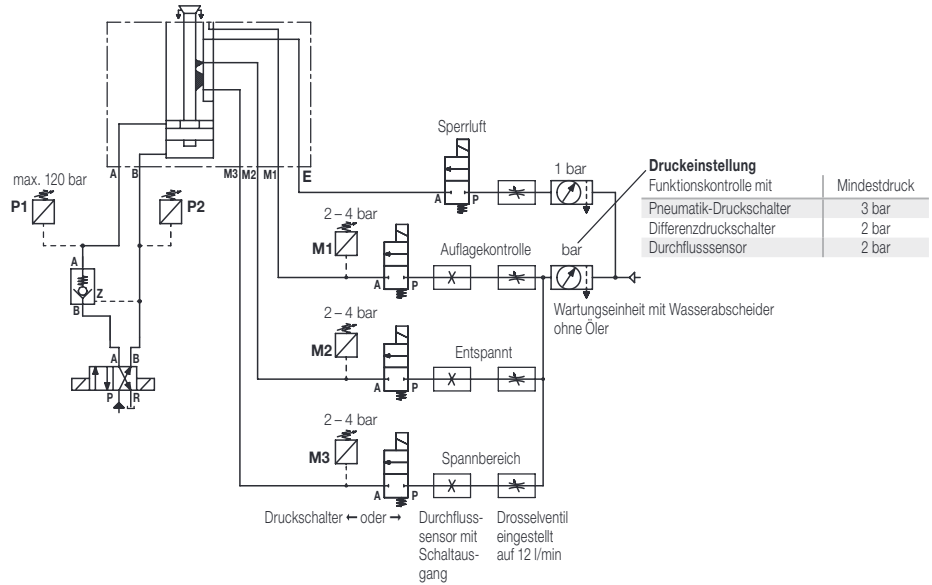 Sperrluft
A B M3 M2 M1 E
A P
1 bar
Druckeinstellung
Funktionskontrolle mit Mindestdruck
Pneumatik-Druckschalter 3 bar
Differenzdruckschalter 2 bar
Durchflusssensor 2 bar
max. 120 bar
P1
P2
2 – 4 bar
M1
A P
Auflagekontrolle
bar
Wartungseinheit mit Wasserabscheider
ohne Öler
A
Z
B
2 – 4 bar
M2
A P
Entspannt
A B
P R
2 – 4 bar
M3
A P
Spannbereich
Druckschalter ← oder →
Durchfluss-
sensor mit
Schaltaus-
gang
Drosselventil
eingestellt
auf 12 l/min